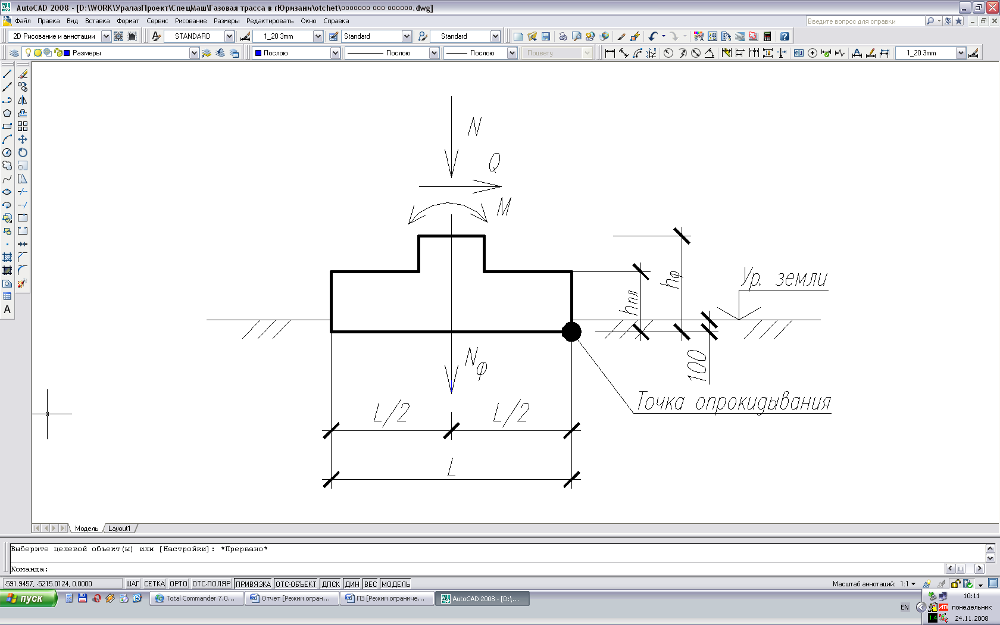 AutoCAD 2008 - [D:\WORK\УралазПроект\СпецМаш\Газовая трасса в гЮризани\otchet\□□□□□□□ □□□ □□□□□□.dwg]
Файл Правка Вид Вставка Формат Сервис Рисование Размеры Редактировать Окно Справка
Введите вопрос для справки
2D Рисование и аннотации
STANDARD
1_20 3mm
Standard
Standard
Размеры
Послою
Послою
Послою
Поцвету
1_20 3mm
N
Q
M
hф
hпл
Ур. земли
Nф
100
Точка опрокидывания
L/2
L/2
L
Модель Layout1
Выберите целевой объект(ы) или [Настройки]: *Прервано*
Команда:
-591.9457, -5215.0124, 0.0000
ШАГ СЕТКА ОРТО ОТС-ПОЛЯР ПРИВЯЗКА ОТС-ОБЪЕКТ ДПСК ДИН ВЕС МОДЕЛЬ
Масштаб аннотаций: 1:1
пуск
Total Commander 7.0...
Отчет [Режим огран...
ПЗ [Режим ограниче...
AutoCAD 2008 - [D:\...
EN
ATI
1.4
10:11
понедельник
24.11.2008